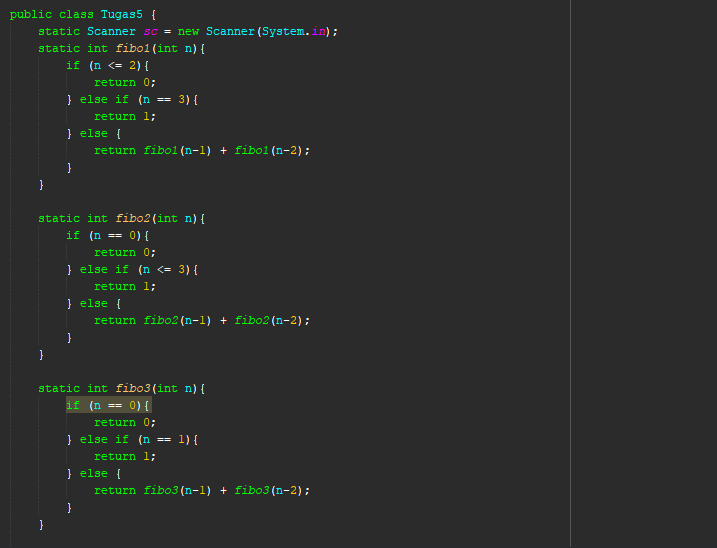 public class Tugas5 {
static Scanner sc = new Scanner(System.in);
static int fibo1(int n){
if (n <= 2){
return 0;
} else if (n == 3){
return 1;
} else {
return fibo1(n-1) + fibo1(n-2);
}
}
static int fibo2(int n){
if (n == 0){
return 0;
} else if (n <= 3){
return 1;
} else {
return fibo2(n-1) + fibo2(n-2);
}
}
static int fibo3(int n){
if (n == 0){
return 0;
} else if (n == 1){
return 1;
} else {
return fibo3(n-1) + fibo3(n-2);
}
}